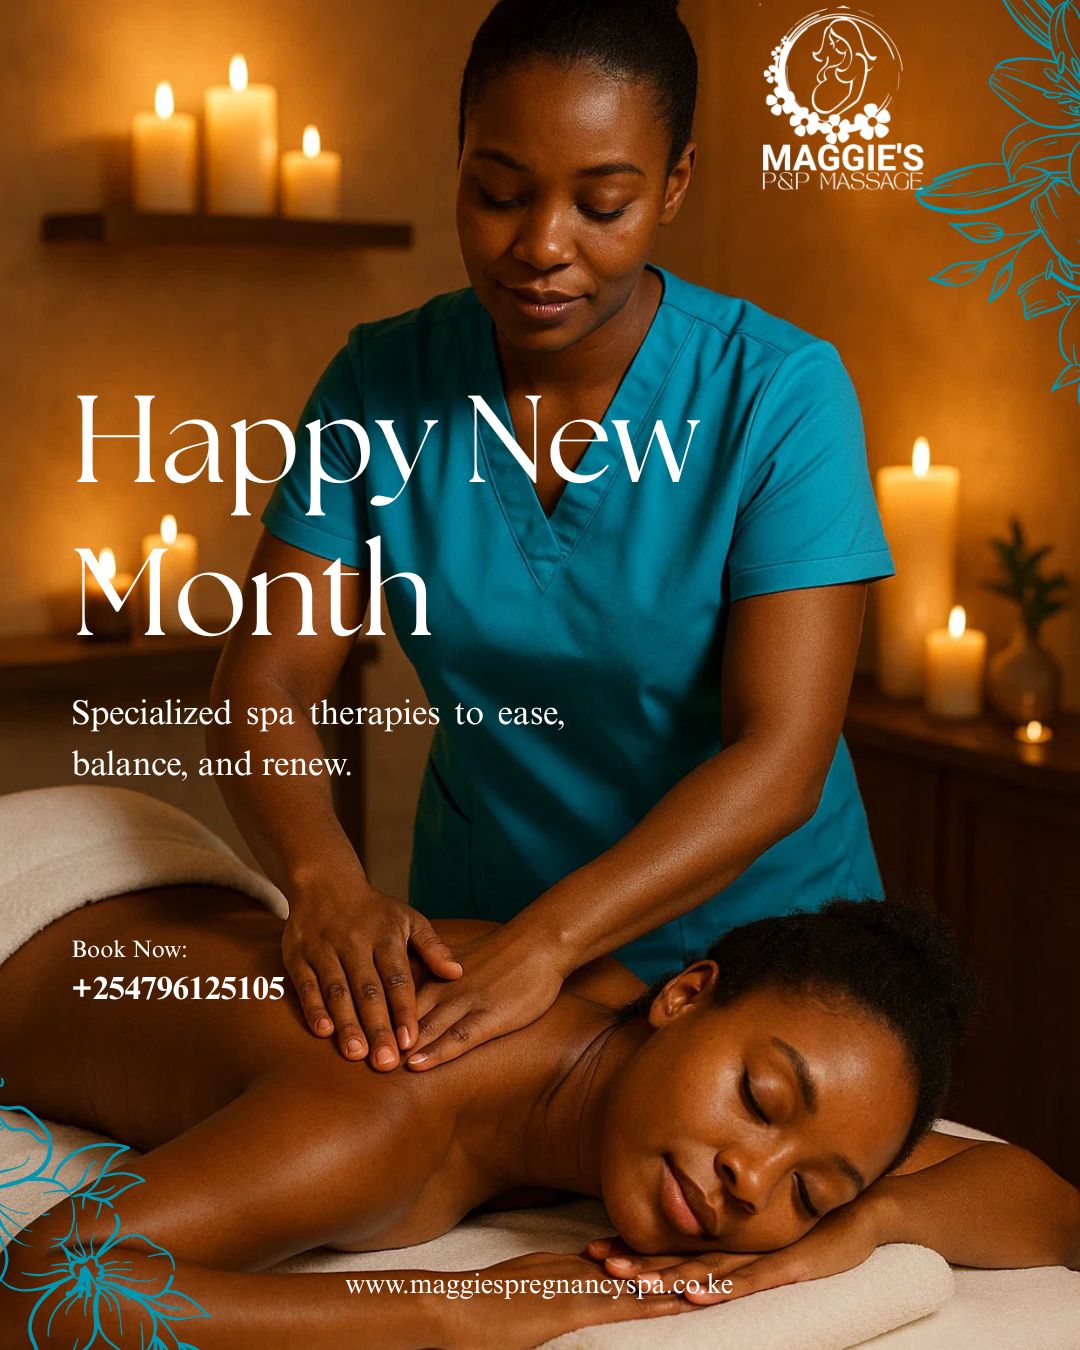 MAGGIE'S
P&P MASSAGE
Happy New
Month
Specialized spa therapies to ease,
balance, and renew.
Book Now:
+254796125105
www.maggiespregnancyspa.co.ke